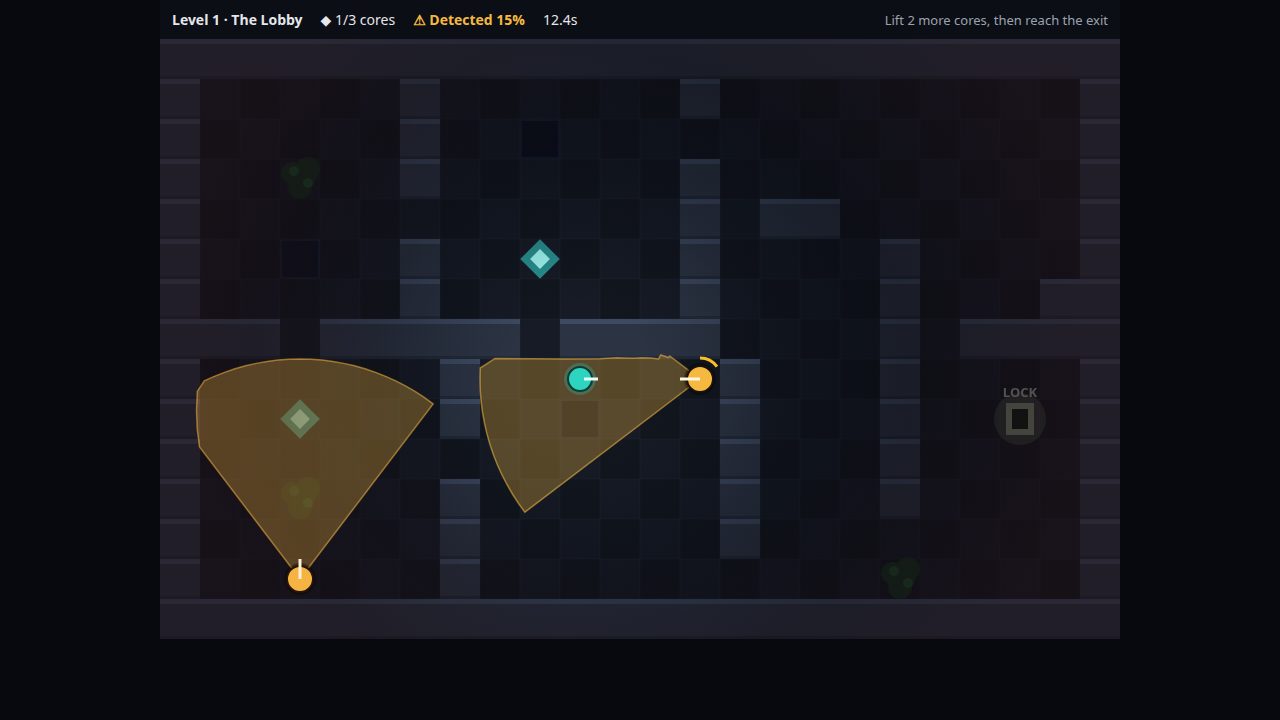 Level 1 · The Lobby ◆ 1/3 cores ⚠ Detected 15% 12.4s Lift 2 more cores, then reach the exit
LOCK